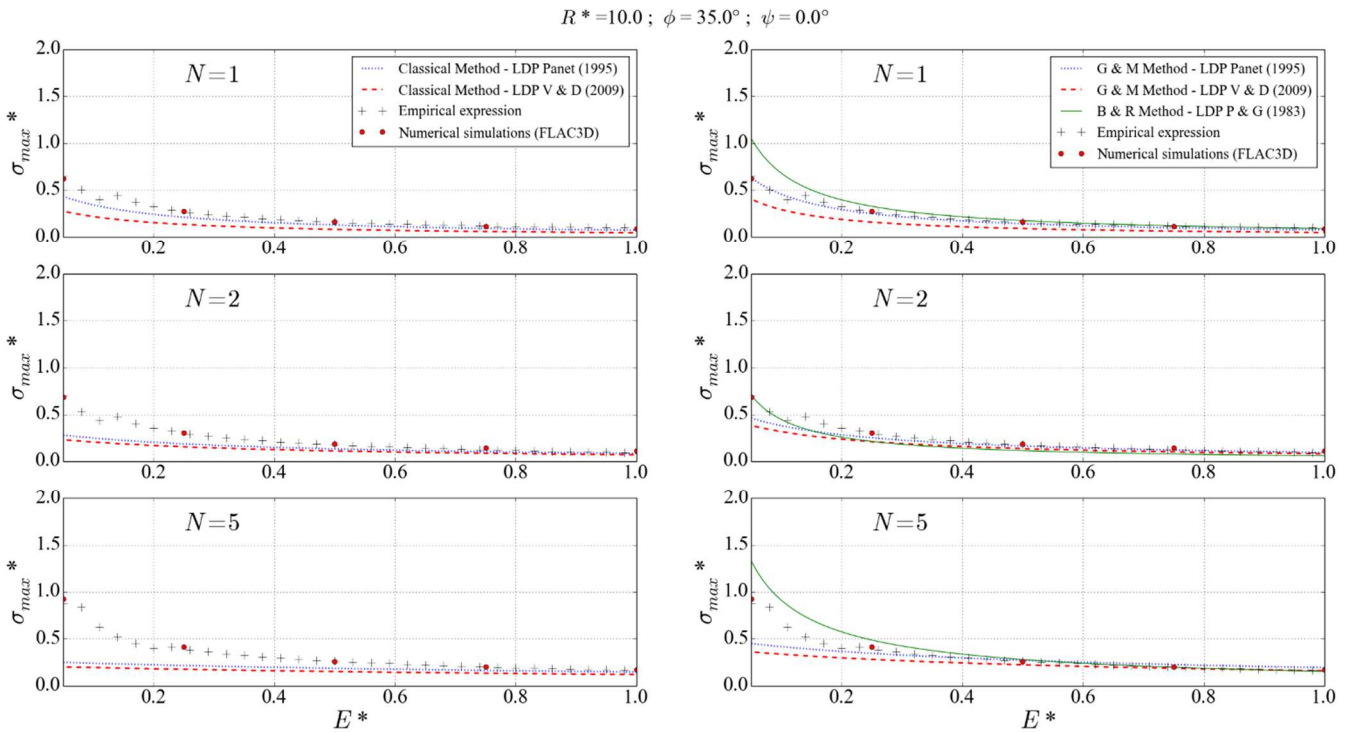 R * =10.0 ; ϕ = 35.0° ; ψ = 0.0°
2.0
1.5
1.0
0.5
0.0
σmax*
N=1
Classical Method - LDP Panet (1995)
Classical Method - LDP V & D (2009)
Empirical expression
Numerical simulations (FLAC3D)
0.2 0.4 0.6 0.8 1.0
2.0
1.5
1.0
0.5
0.0
σmax*
N=1
G & M Method - LDP Panet (1995)
G & M Method - LDP V & D (2009)
B & R Method - LDP P & G (1983)
Empirical expression
Numerical simulations (FLAC3D)
0.2 0.4 0.6 0.8 1.0
2.0
1.5
1.0
0.5
0.0
σmax*
N=2
0.2 0.4 0.6 0.8 1.0
2.0
1.5
1.0
0.5
0.0
σmax*
N=2
0.2 0.4 0.6 0.8 1.0
2.0
1.5
1.0
0.5
0.0
σmax*
N=5
0.2 0.4 0.6 0.8 1.0
E *
2.0
1.5
1.0
0.5
0.0
σmax*
N=5
0.2 0.4 0.6 0.8 1.0
E *